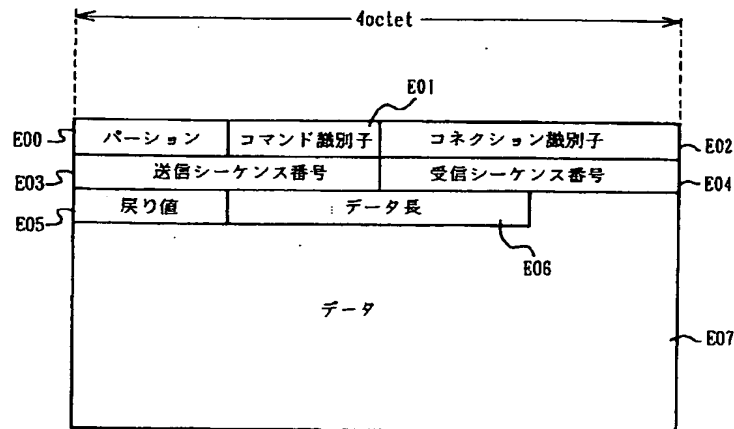 4octet
E01
E00 バーション コマンド識別子 コネクション識別子 E02
E03 送信シーケンス番号 受信シーケンス番号 E04
E05 戻り値 データ長
E06
データ
E07